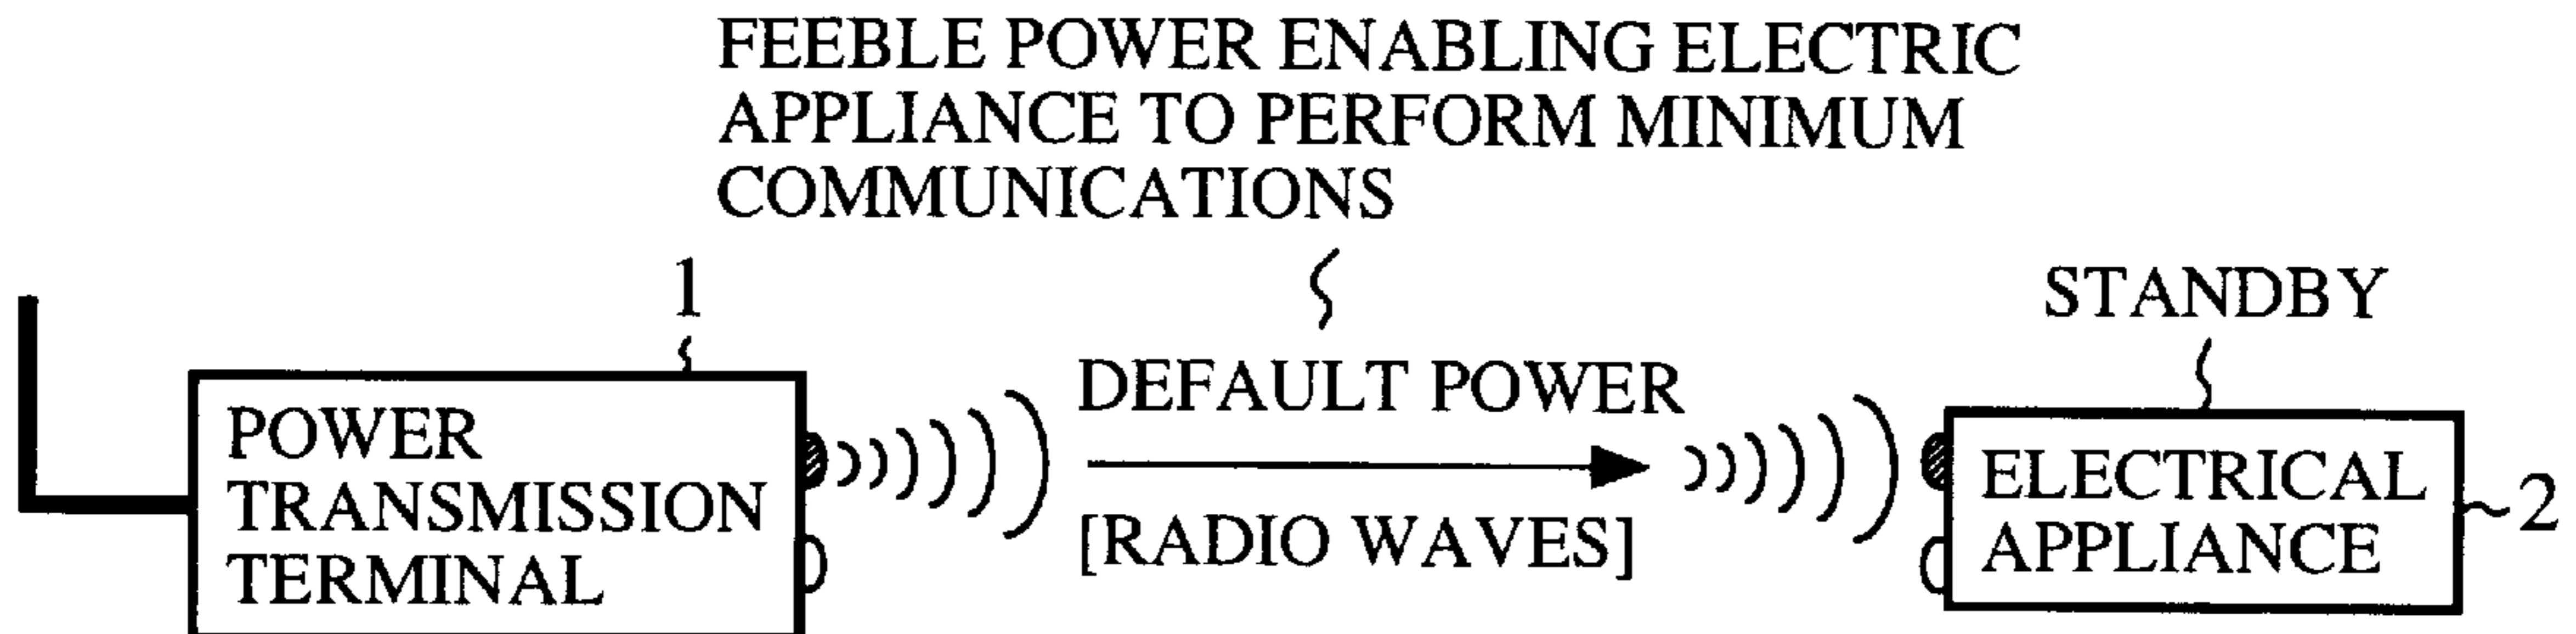 FEEBLE POWER ENABLING ELECTRIC
APPLIANCE TO PERFORM MINIMUM
COMMUNICATIONS
1
STANDBY
POWER
TRANSMISSION
TERMINAL
DEFAULT POWER
[RADIO WAVES]
ELECTRICAL
APPLIANCE
2